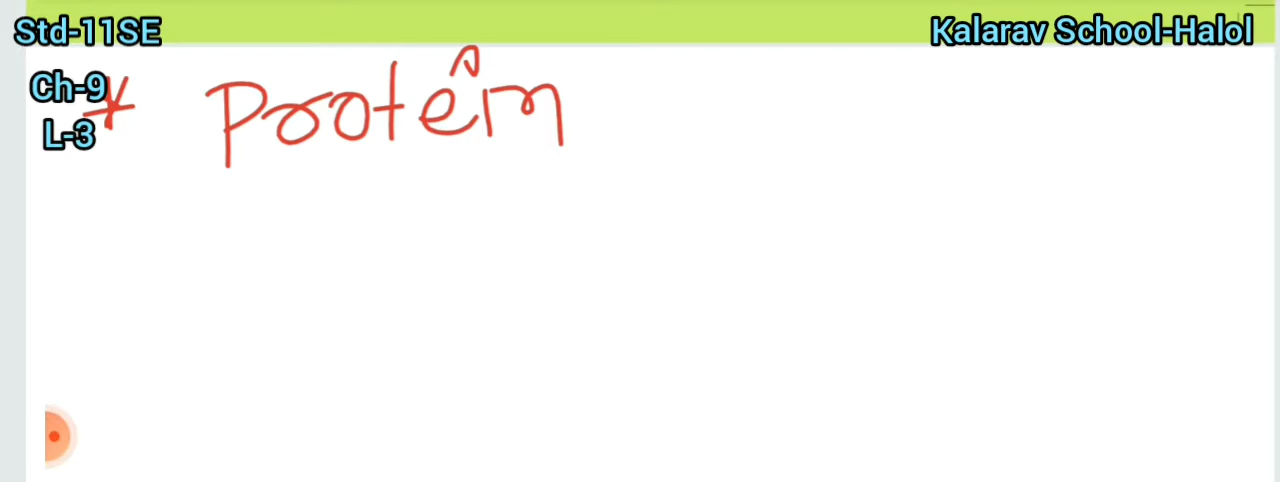 Std-11SE
Kalarav School-Halol
Ch-9
* Protein
L-3